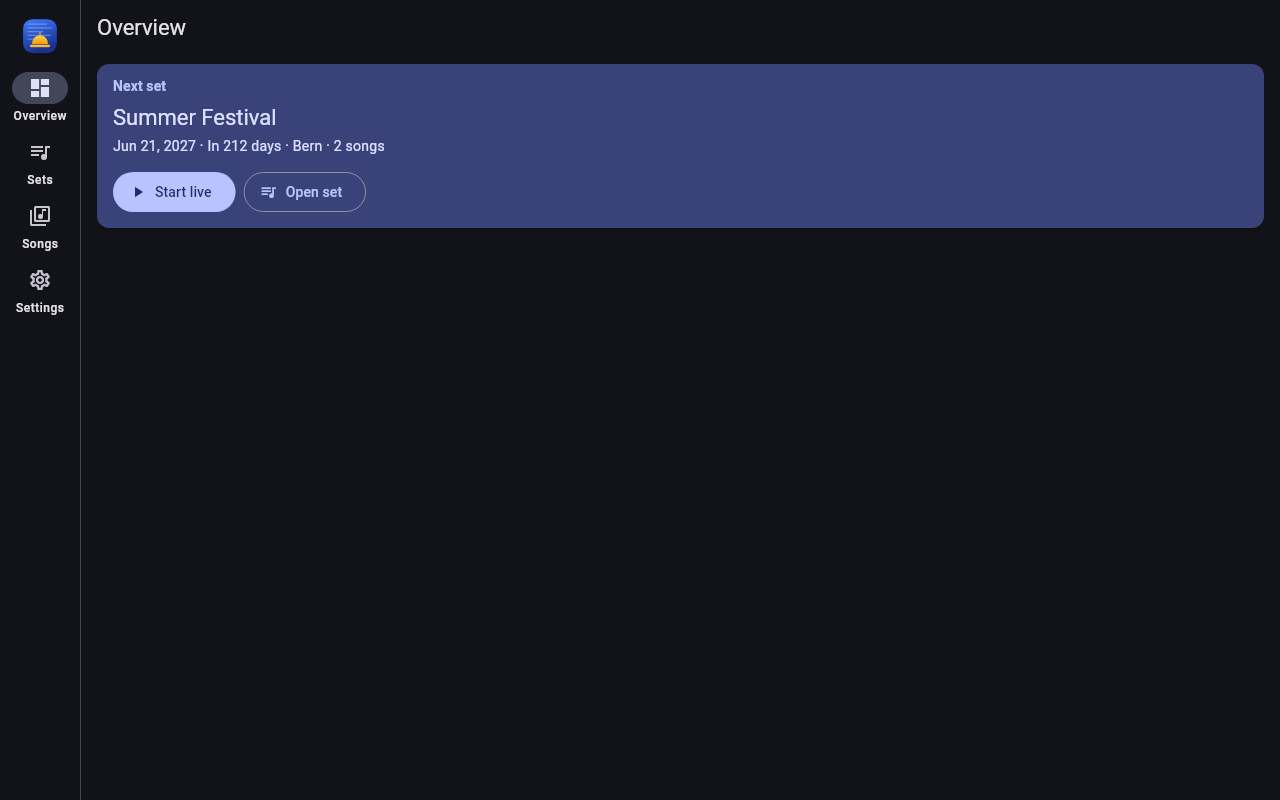 Overview
Overview
Sets
Songs
Settings
Next set
Summer Festival
Jun 21, 2027 · In 212 days · Bern · 2 songs
Start live
Open set